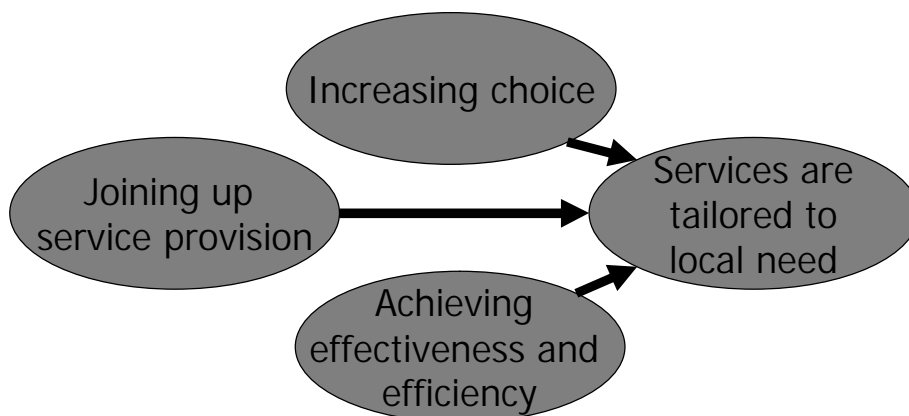 Increasing choice
Joining up
service provision
Services are
tailored to
local need
Achieving
effectiveness and
efficiency